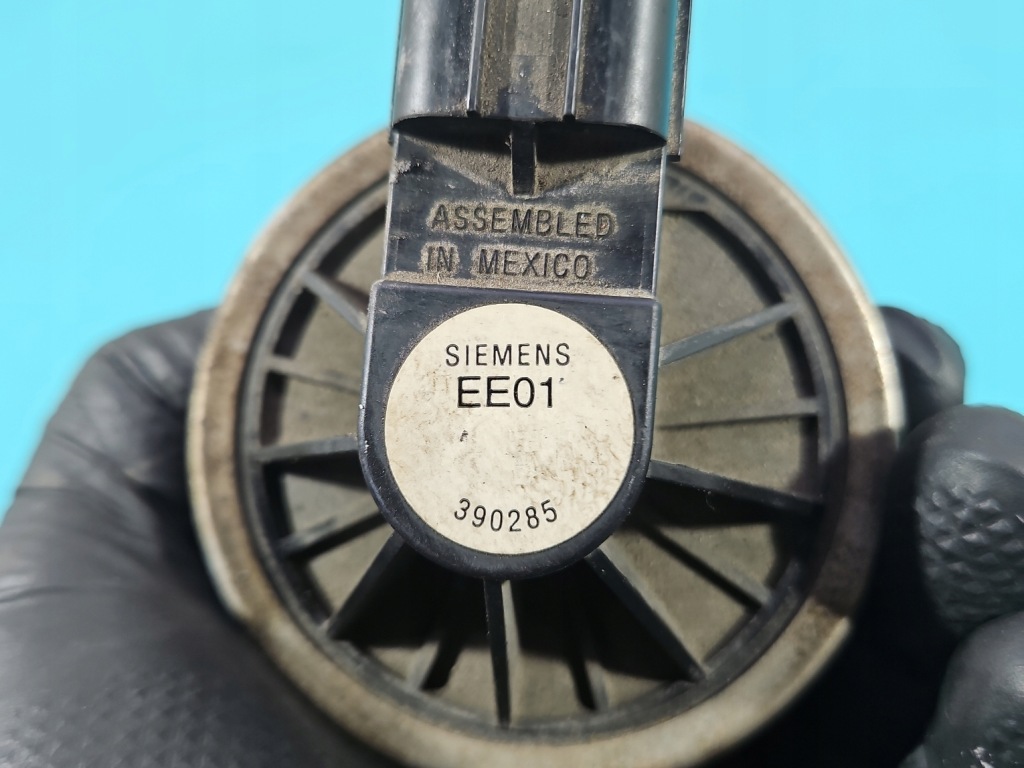 ASSEMBLED
IN MEXICO
SIEMENS
EE01
390285